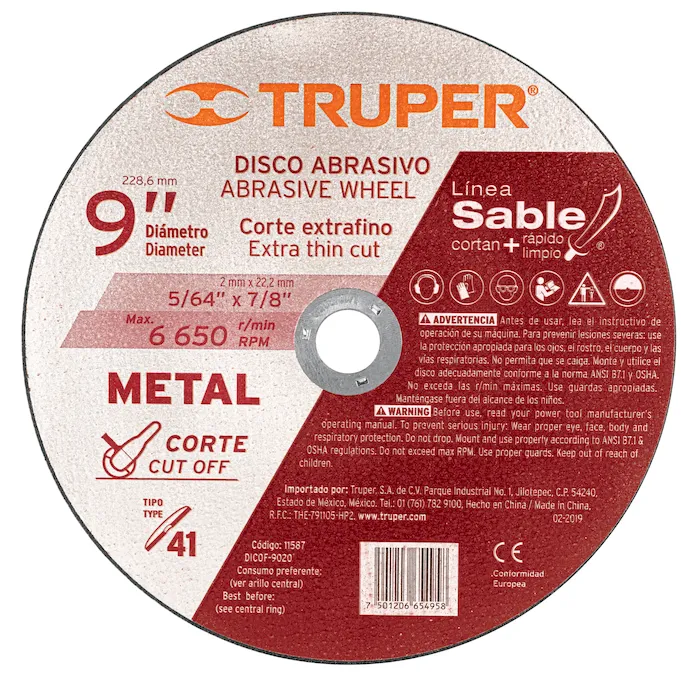 TRUPER®
DISCO ABRASIVO
ABRASIVE WHEEL
228,6 mm
9"
Diámetro
Diameter
Corte extrafino
Extra thin cut
2 mm x 22,2 mm
5/64" x 7/8"
Max. 6 650 r/min
RPM
METAL
CORTE
CUT OFF
TIPO
TYPE
41
Código: 11587
DICOF-9020
Consumo preferente:
(ver arillo central)
Best before:
(see central ring)
Línea
Sable
cortan + rápido
limpio
®
ADVERTENCIA Antes de usar, lea el instructivo de
operación de su máquina. Para prevenir lesiones severas: use
la protección apropiada para los ojos, el rostro, el cuerpo y las
vías respiratorias. No permita que se caiga. Monte y utilice el
disco adecuadamente conforme a la norma ANSI B7.1 y OSHA.
No exceda las r/min máximas. Use guardas apropiadas.
Manténgase fuera del alcance de los niños.
WARNING Before use, read your power tool manufacturer's
operating manual. To prevent serious injury: Wear proper eye, face, body and
respiratory protection. Do not drop. Mount and use properly according to ANSI B7.1 &
OSHA regulations. Do not exceed max RPM. Use proper guards. Keep out of reach of
children.
Importado por: Truper, S.A. de C.V. Parque Industrial No. 1, Jilotepec, C.P. 54240,
Estado de México, México. Tel.: 01 (761) 782 9100, Hecho en China / Made in China.
R.F.C.: THE-791105-HP2. www.truper.com
02-2019
7 501206 654958
CE
Conformidad
Europea